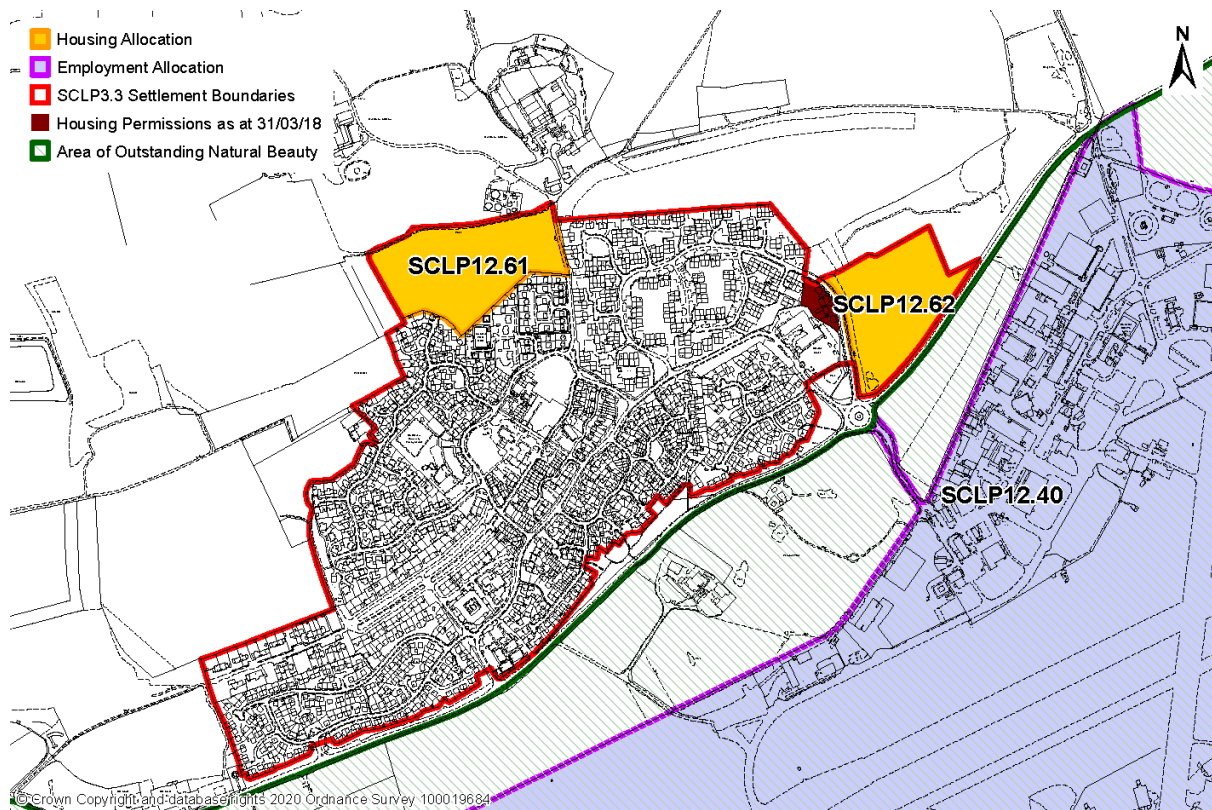 Housing Allocation
Employment Allocation
SCLP3.3 Settlement Boundaries
Housing Permissions as at 31/03/18
Area of Outstanding Natural Beauty
N
SCLP12.61
SCLP12.62
SCLP12.40
© Crown Copyright and database rights 2020 Ordnance Survey 100019684